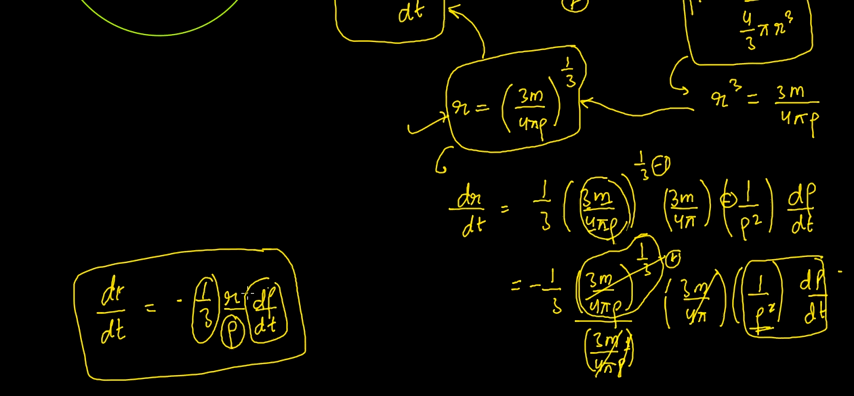 dt
4/3 πr³
r = (3m/4πρ)^1/3
r³ = 3m/4πρ
dr/dt = 1/3 (3m/4πρ)^1/3-1 (3m/4π) (-1/ρ²) dρ/dt
= -1/3 (3m/4πρ)^1/3 / (3m/4πρ) (3m/4π) (1/ρ²) dρ/dt
dr/dt = - 1/3 r/ρ dρ/dt